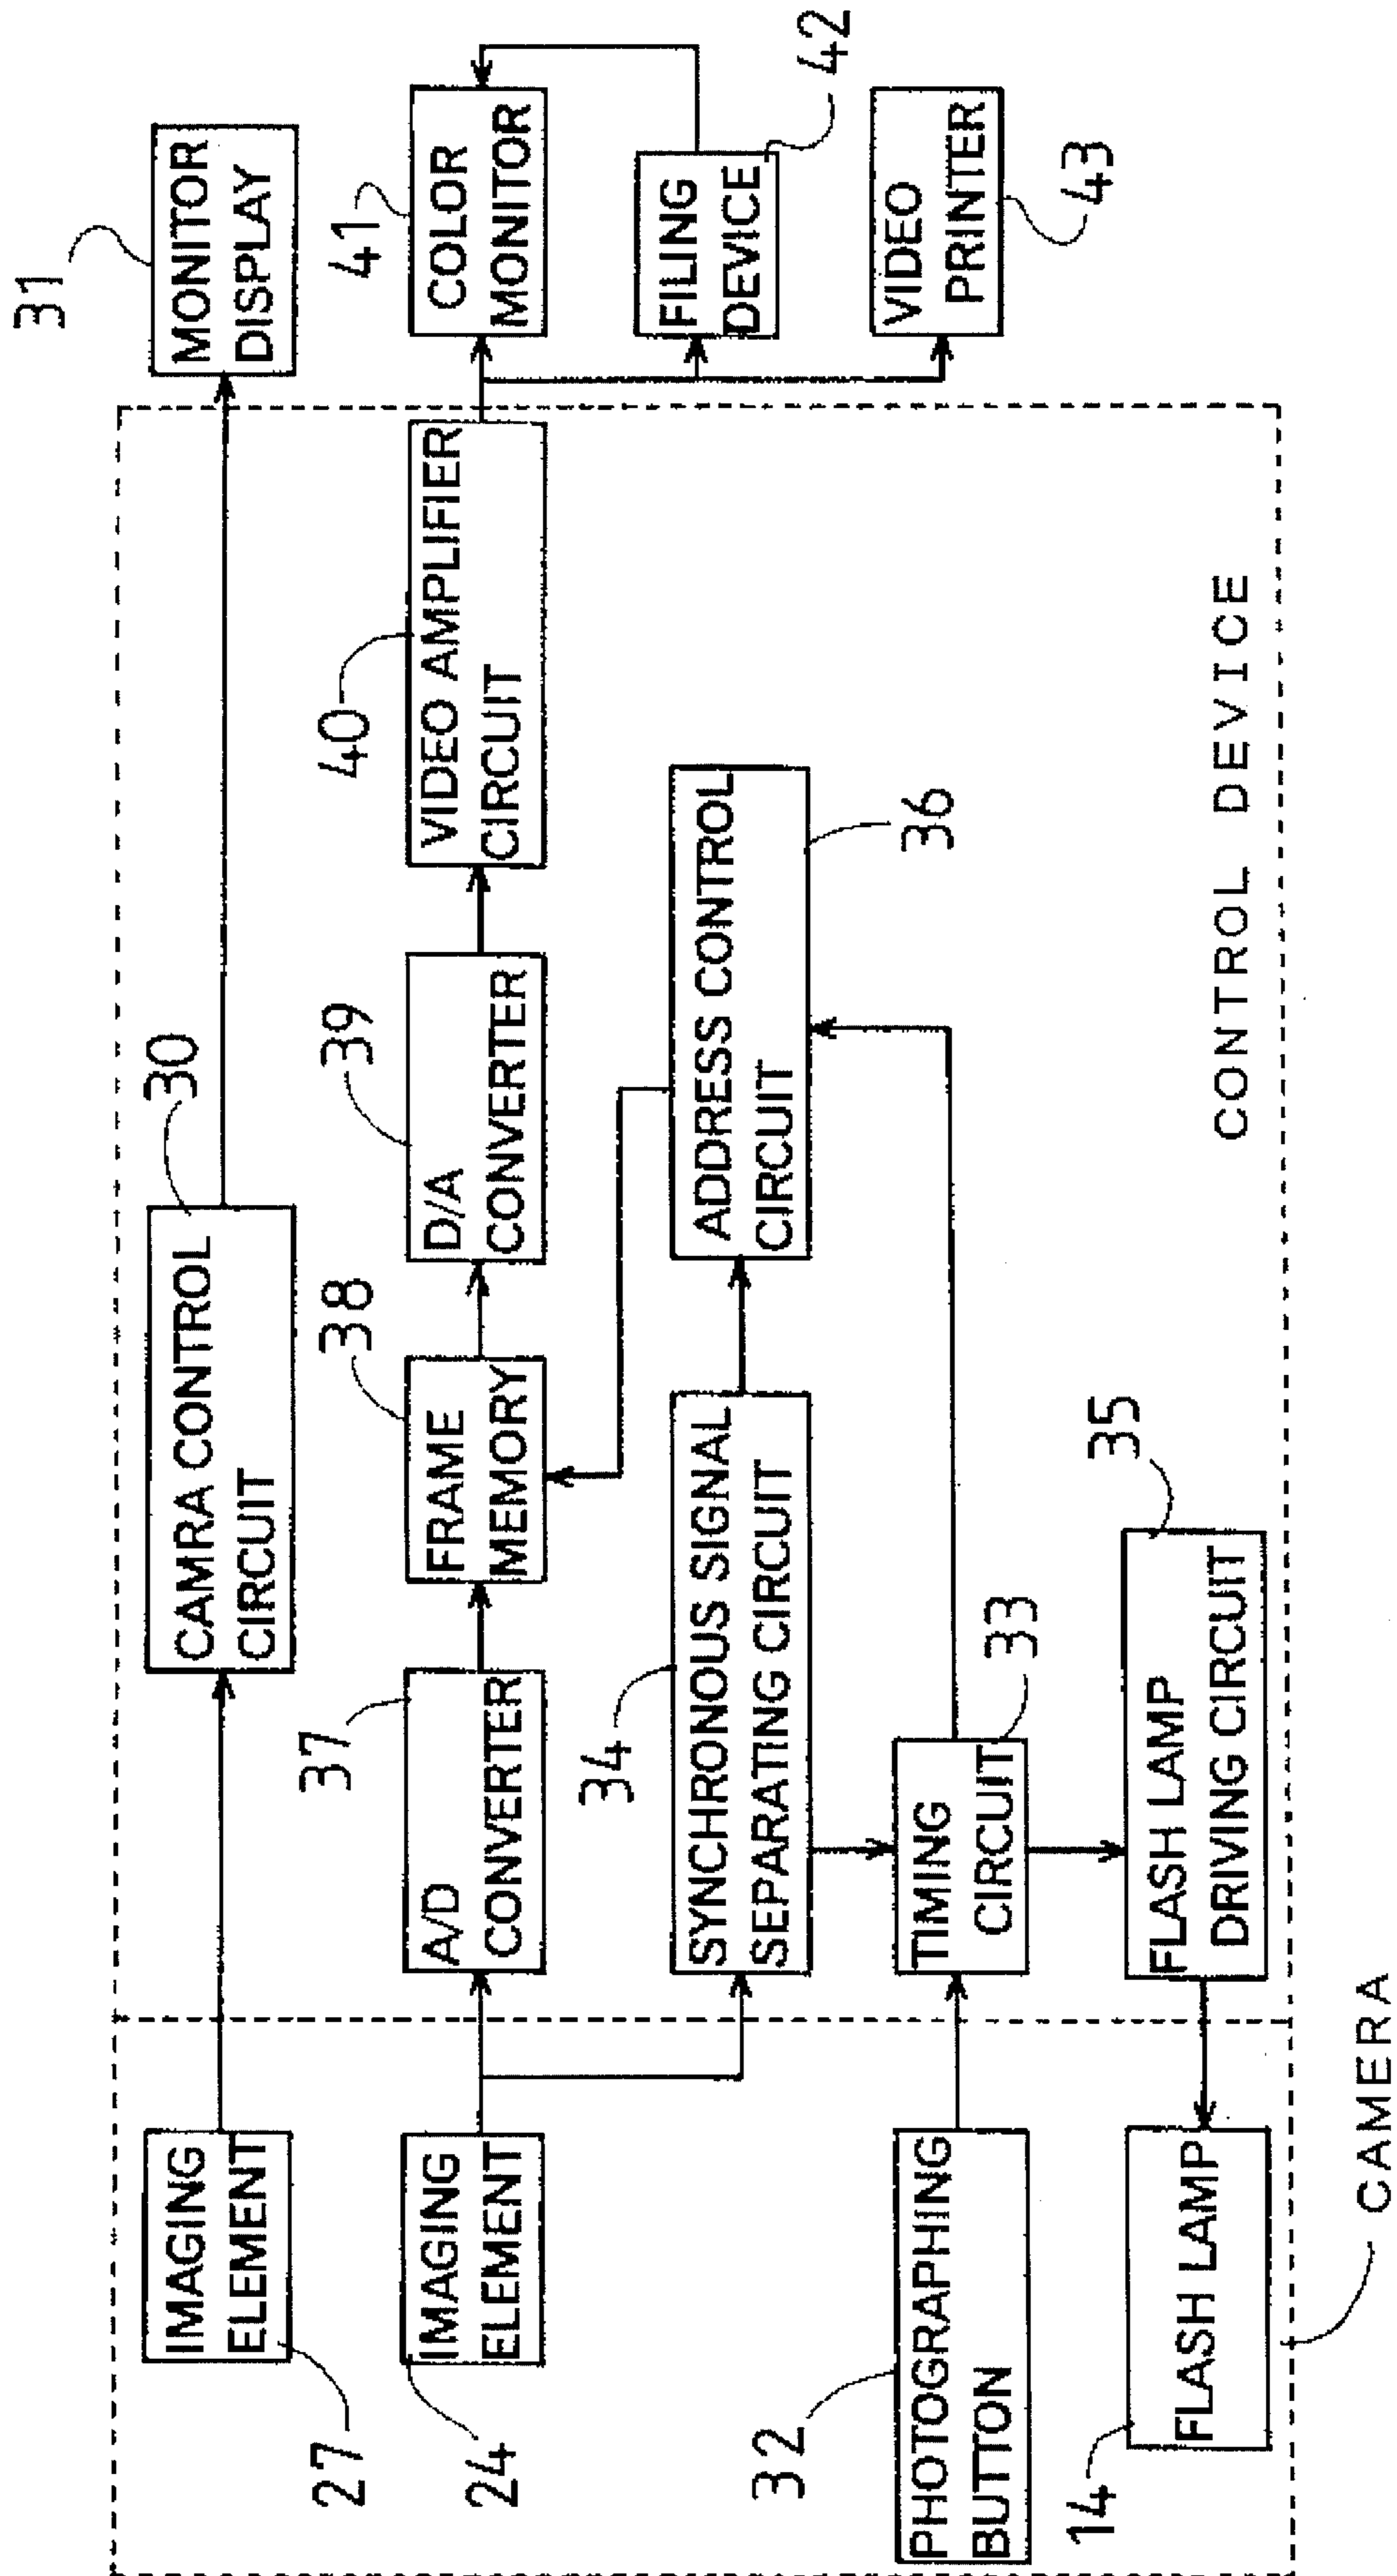 27
IMAGING
ELEMENT
30
CAMRA CONTROL
CIRCUIT
31
MONITOR
DISPLAY
24
IMAGING
ELEMENT
37
A/D
CONVERTER
38
FRAME
MEMORY
39
D/A
CONVERTER
40
VIDEO AMPLIFIER
CIRCUIT
41
COLOR
MONITOR
34
SYNCHRONOUS SIGNAL
SEPARATING CIRCUIT
ADDRESS CONTROL
CIRCUIT
36
FILING
DEVICE
42
32
PHOTOGRAPHING
BUTTON
TIMING
CIRCUIT
33
VIDEO
PRINTER
43
14
FLASH LAMP
35
FLASH LAMP
DRIVING CIRCUIT
CONTROL DEVICE
CAMERA